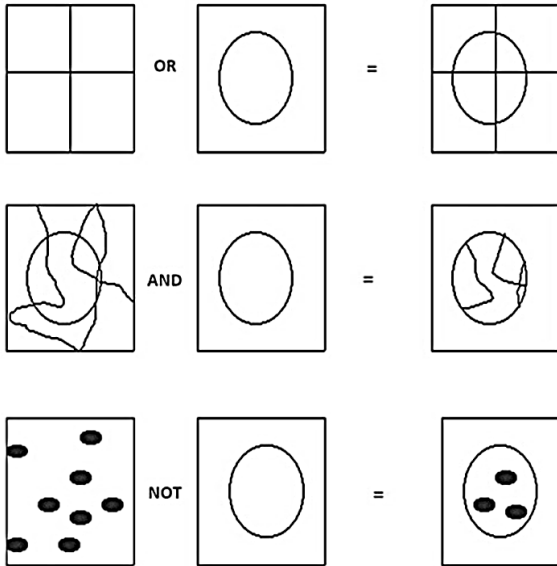 OR =
AND =
NOT =